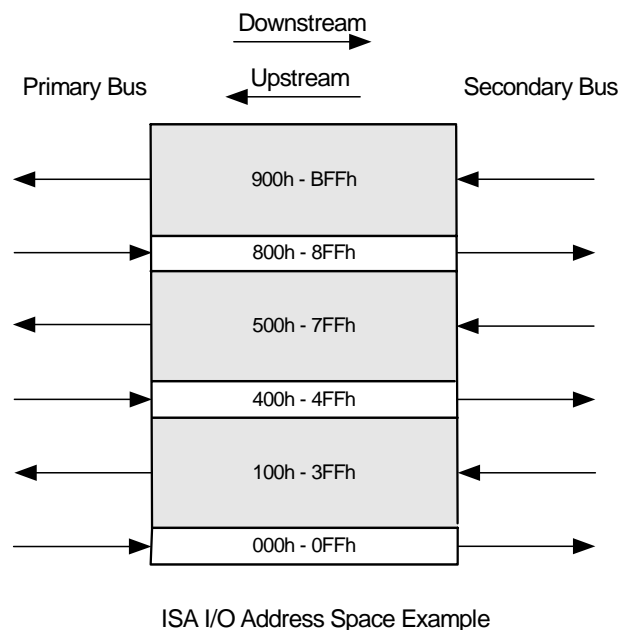 Downstream
Upstream
Primary Bus
Secondary Bus
900h - BFFh
800h - 8FFh
500h - 7FFh
400h - 4FFh
100h - 3FFh
000h - 0FFh
ISA I/O Address Space Example